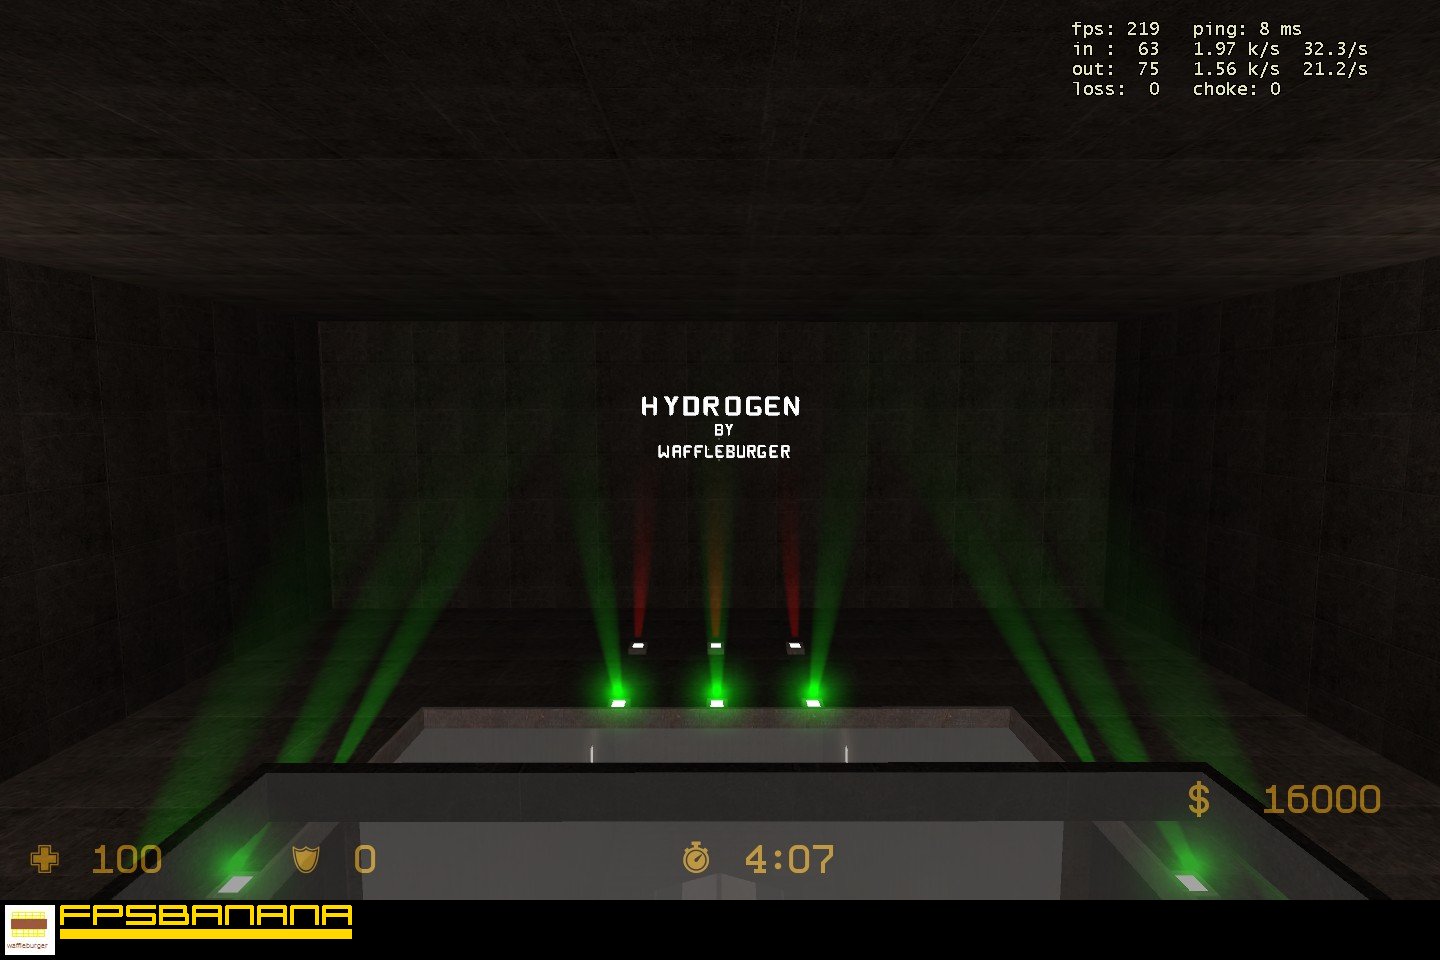 fps: 219 ping: 8 ms
in : 63 1.97 k/s 32.3/s
out: 75 1.56 k/s 21.2/s
loss: 0 choke: 0
HYDROGEN
BY
WAFFLEBURGER
$ 16000
100 0 4:07
FPSBANANA
waffleburger